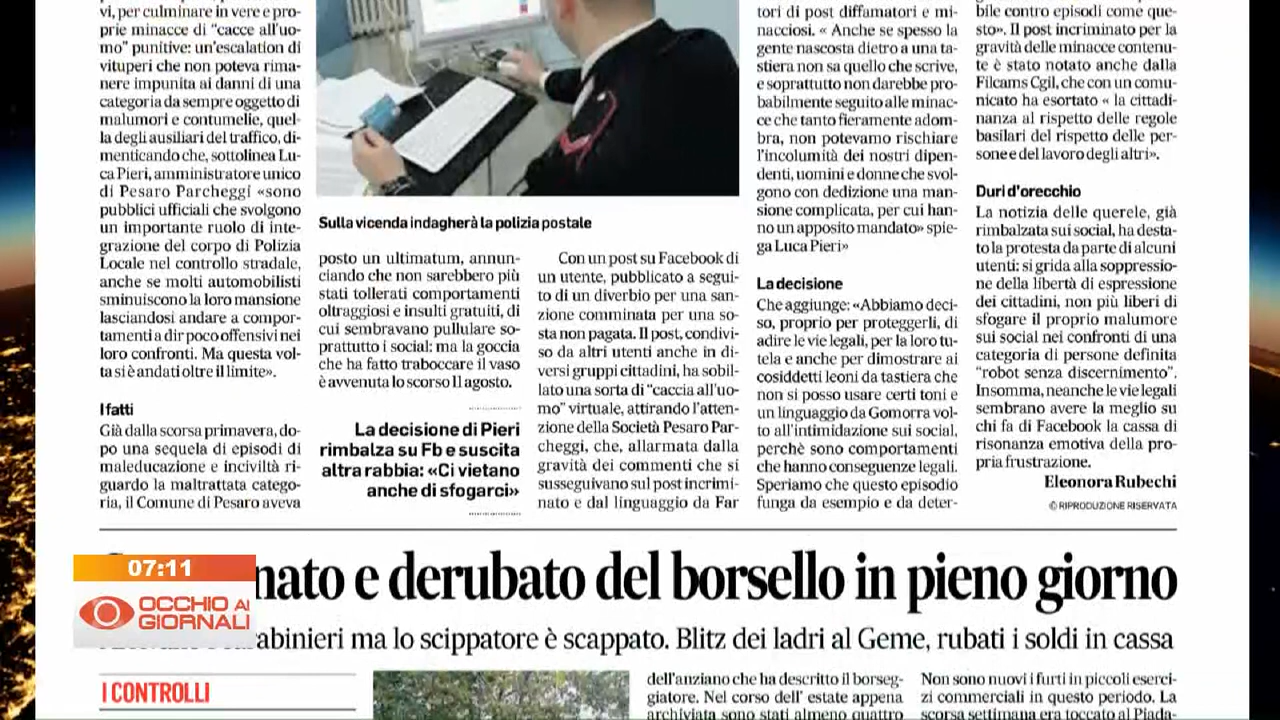 vi, per culminare in vere e pro-
prie minacce di "cacce all'uo-
mo" punitive: un'escalation di
vituperi che non poteva rima-
nere impunita ai danni di una
categoria da sempre oggetto di
malumori e contumelie, quel-
la degli ausiliari del traffico, di-
menticando che, sottolinea Lu-
ca Pieri, amministratore unico
di Pesaro Parcheggi «sono
pubblici ufficiali che svolgono
un importante ruolo di inte-
grazione del corpo di Polizia
Locale nel controllo stradale,
anche se molti automobilisti
sminuiscono la loro mansione
lasciandosi andare a compor-
tamenti a dir poco offensivi nei
loro confronti. Ma questa vol-
ta si è andati oltre il limite».
I fatti
Già dalla scorsa primavera, do-
po una sequela di episodi di
maleducazione e inciviltà ri-
guardo la maltrattata catego-
ria, il Comune di Pesaro aveva
Sulla vicenda indagherà la polizia postale
posto un ultimatum, annun-
ciando che non sarebbero più
stati tollerati comportamenti
oltraggiosi e insulti gratuiti, di
cui sembravano pullulare so-
prattutto i social: ma la goccia
che ha fatto traboccare il vaso
è avvenuta lo scorso 11 agosto.
La decisione di Pieri
rimbalza su Fb e suscita
altra rabbia: «Ci vietano
anche di sfogarci»
Con un post su Facebook di
un utente, pubblicato a segui-
to di un diverbio per una san-
zione comminata per una so-
sta non pagata. Il post, condivi-
so da altri utenti anche in di-
versi gruppi cittadini, ha sobil-
lato una sorta di "caccia all'uo-
mo" virtuale, attirando l'atten-
zione della Società Pesaro Par-
cheggi, che, allarmata dalla
gravità dei commenti che si
susseguivano sul post incrimi-
nato e dal linguaggio da Far
tori di post diffamatori e mi-
nacciosi. « Anche se spesso la
gente nascosta dietro a una ta-
stiera non sa quello che scrive,
e soprattutto non darebbe pro-
babilmente seguito alle minac-
ce che tanto fieramente adom-
bra, non potevamo rischiare
l'incolumità dei nostri dipen-
denti, uomini e donne che svol-
gono con dedizione una man-
sione complicata, per cui han-
no un apposito mandato» spie-
ga Luca Pieri»
La decisione
Che aggiunge: «Abbiamo deci-
so, proprio per proteggerli, di
adire le vie legali, per la loro tu-
tela e anche per dimostrare ai
cosiddetti leoni da tastiera che
non si posso usare certi toni e
un linguaggio da Gomorra vol-
to all'intimidazione sui social,
perchè sono comportamenti
che hanno conseguenze legali.
Speriamo che questo episodio
funga da esempio e da deter-
bile contro episodi come que-
sto». Il post incriminato per la
gravità delle minacce contenu-
te è stato notato anche dalla
Filcams Cgil, che con un comu-
nicato ha esortato « la cittadi-
nanza al rispetto delle regole
basilari del rispetto delle per-
sone e del lavoro degli altri».
Duri d'orecchio
La notizia delle querele, già
rimbalzata sui social, ha desta-
to la protesta da parte di alcuni
utenti: si grida alla soppressio-
ne della libertà di espressione
dei cittadini, non più liberi di
sfogare il proprio malumore
sui social nei confronti di una
categoria di persone definita
"robot senza discernimento".
Insomma, neanche le vie legali
sembrano avere la meglio su
chi fa di Facebook la cassa di
risonanza emotiva della pro-
pria frustrazione.
Eleonora Rubechi
© RIPRODUZIONE RISERVATA
nato e derubato del borsello in pieno giorno
rabinieri ma lo scippatore è scappato. Blitz dei ladri al Geme, rubati i soldi in cassa
07:11
OCCHIO AI
GIORNALI
I CONTROLLI
dell'anziano che ha descritto il borseg-
giatore. Nel corso dell' estate appena
archiviata sono stati almeno quattro
Non sono nuovi i furti in piccoli eserci-
zi commerciali in questo periodo. La
scorsa settimana era toccato al Piada-